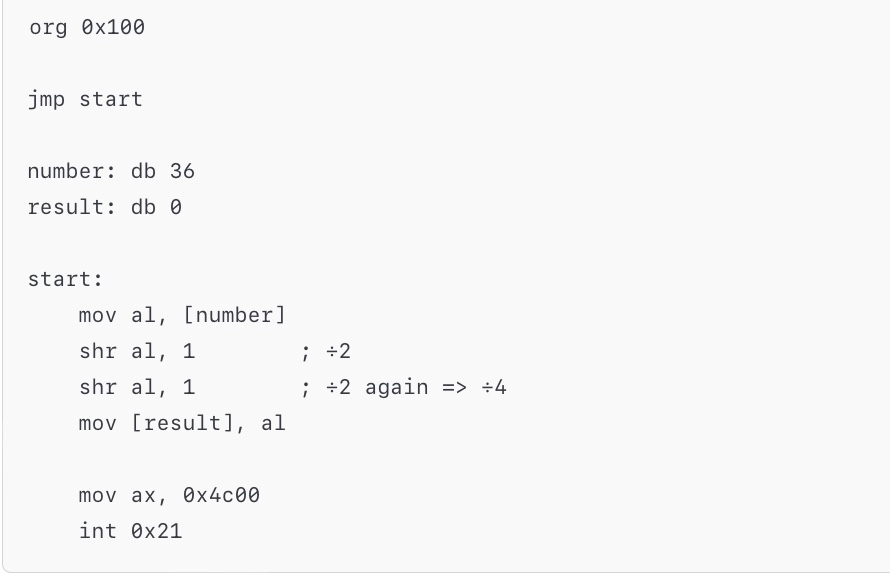 org 0x100
jmp start
number: db 36
result: db 0
start:
    mov al, [number]
    shr al, 1        ; ÷2
    shr al, 1        ; ÷2 again => ÷4
    mov [result], al
    mov ax, 0x4c00
    int 0x21